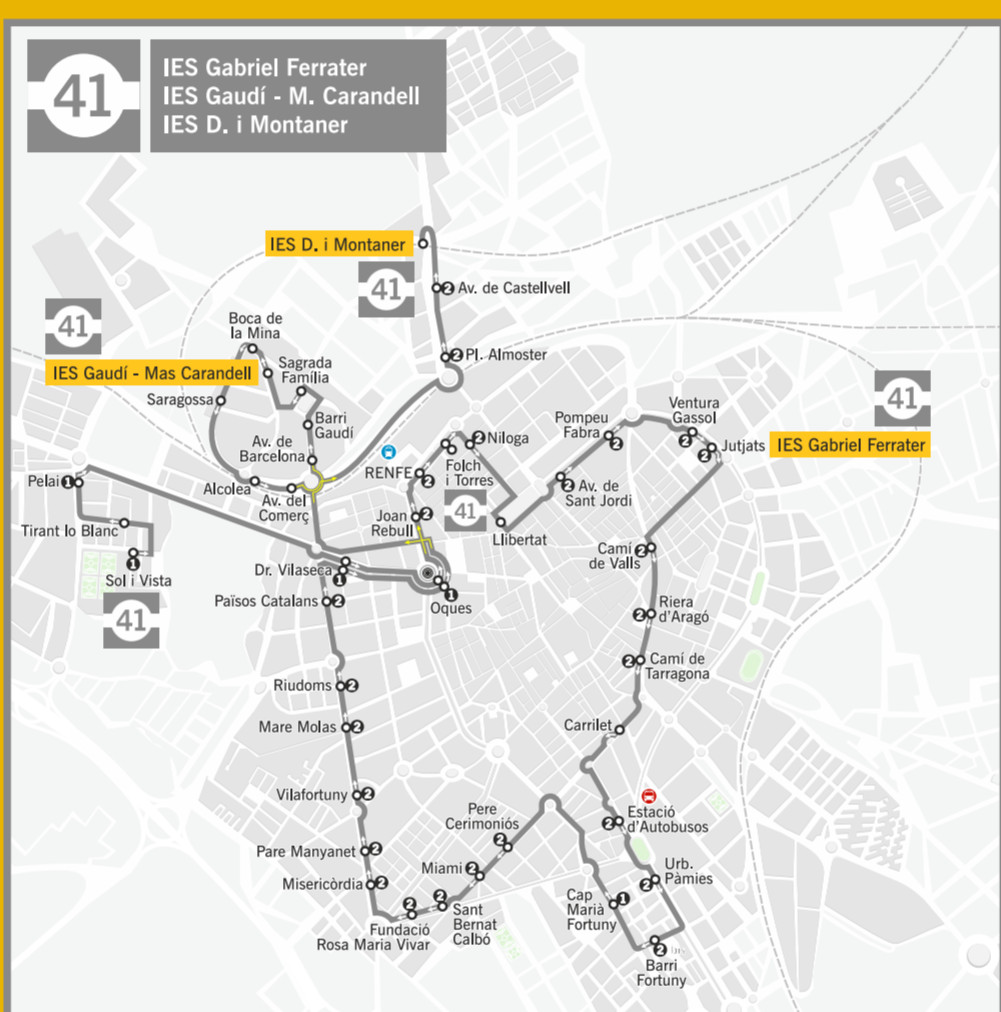 41
IES Gabriel Ferrater
IES Gaudí - M. Carandell
IES D. i Montaner
IES D. i Montaner
41
2 Av. de Castellvell
2 Pl. Almoster
41
Boca de
la Mina
IES Gaudí - Mas Carandell
Sagrada
Família
Saragossa
Barri
Gaudí
Av. de
Barcelona
Alcolea
Av. del
Comerç
RENFE
2
Folch
i Torres
2 Niloga
41
Joan
Rebull
2
Llibertat
Pompeu
Fabra
2
Av. de
Sant Jordi
2
Ventura
Gassol
2
Jutjats
2
41
IES Gabriel Ferrater
Pelai 1
Tirant lo Blanc
1
Sol i Vista
41
Dr. Vilaseca
1
Països Catalans 2
1
Oques
Camí
de Valls
2
2 Riera
d'Aragó
2 Camí de
Tarragona
Riudoms 2
Mare Molas 2
Carrilet
Vilafortuny 2
Estació
d'Autobusos
2
Pere
Cerimoniós
2
Pare Manyanet 2
Miami 2
Urb.
Pàmies
2
Misericòrdia 2
2
Fundació
Rosa Maria Vivar
2
Sant
Bernat
Calbó
Cap
Marià
Fortuny
1
2
Barri
Fortuny